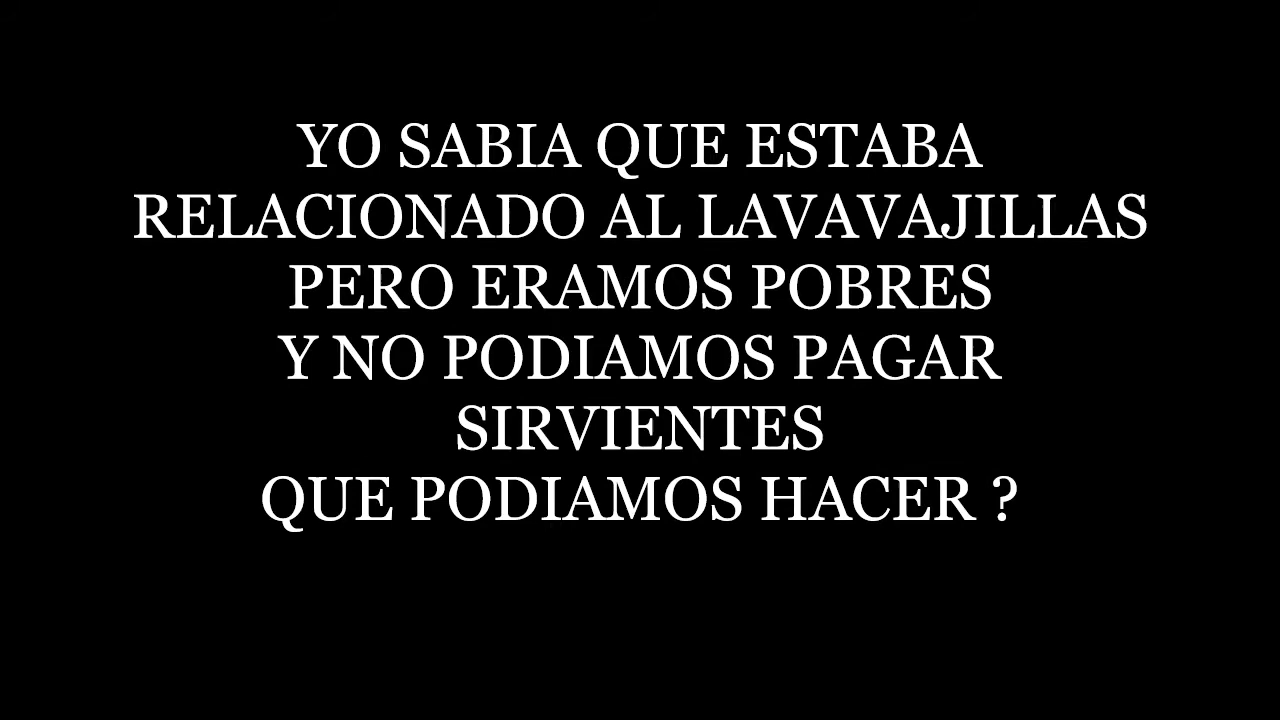 YO SABIA QUE ESTABA
RELACIONADO AL LAVAVAJILLAS
PERO ERAMOS POBRES
Y NO PODIAMOS PAGAR
SIRVIENTES
QUE PODIAMOS HACER ?